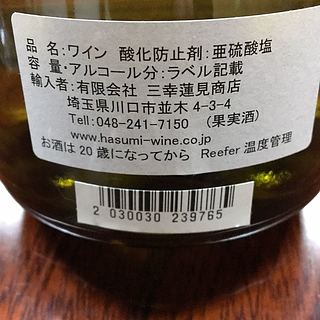 品 名:ワイン 酸化防止剤:亜硫酸塩
容 量・アルコール分:ラベル記載
輸入者:有限会社 三幸蓮見商店
埼玉県川口市並木 4-3-4
Tell:048-241-7150 (果実酒)
www.hasumi-wine.co.jp
お酒は 20 歳になってから Reefer 温度管理
2 030030 239765